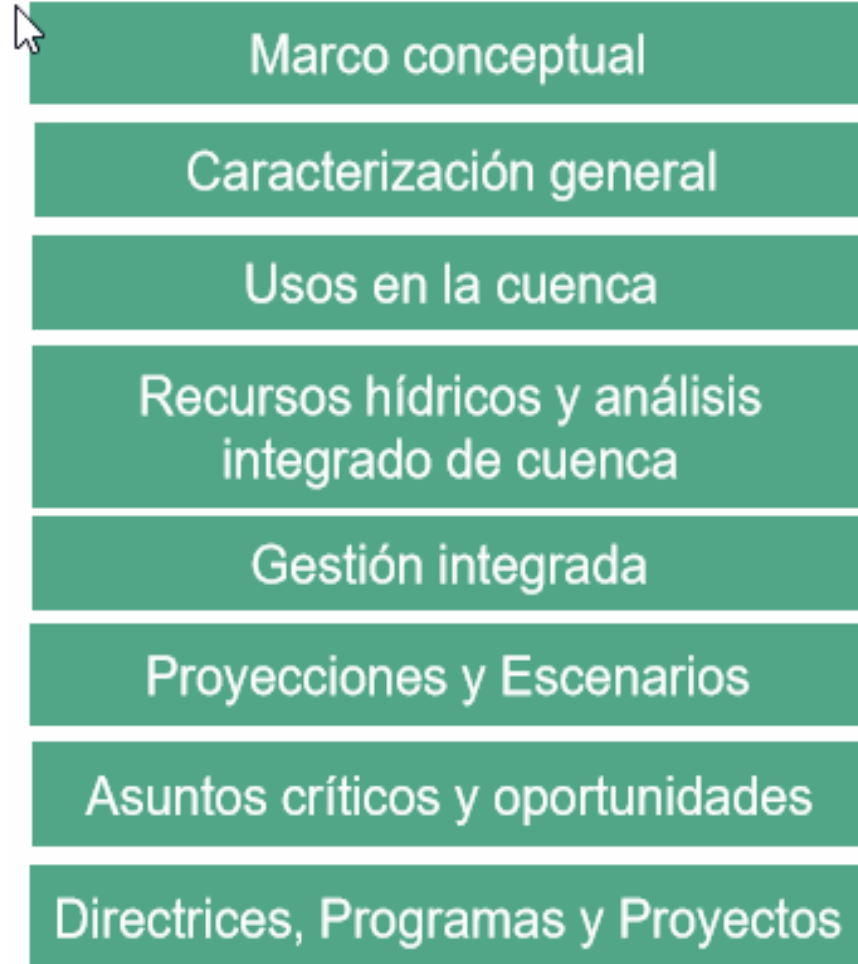 Marco conceptual
Caracterización general
Usos en la cuenca
Recursos hídricos y análisis
integrado de cuenca
Gestión integrada
Proyecciones y Escenarios
Asuntos críticos y oportunidades
Directrices, Programas y Proyectos